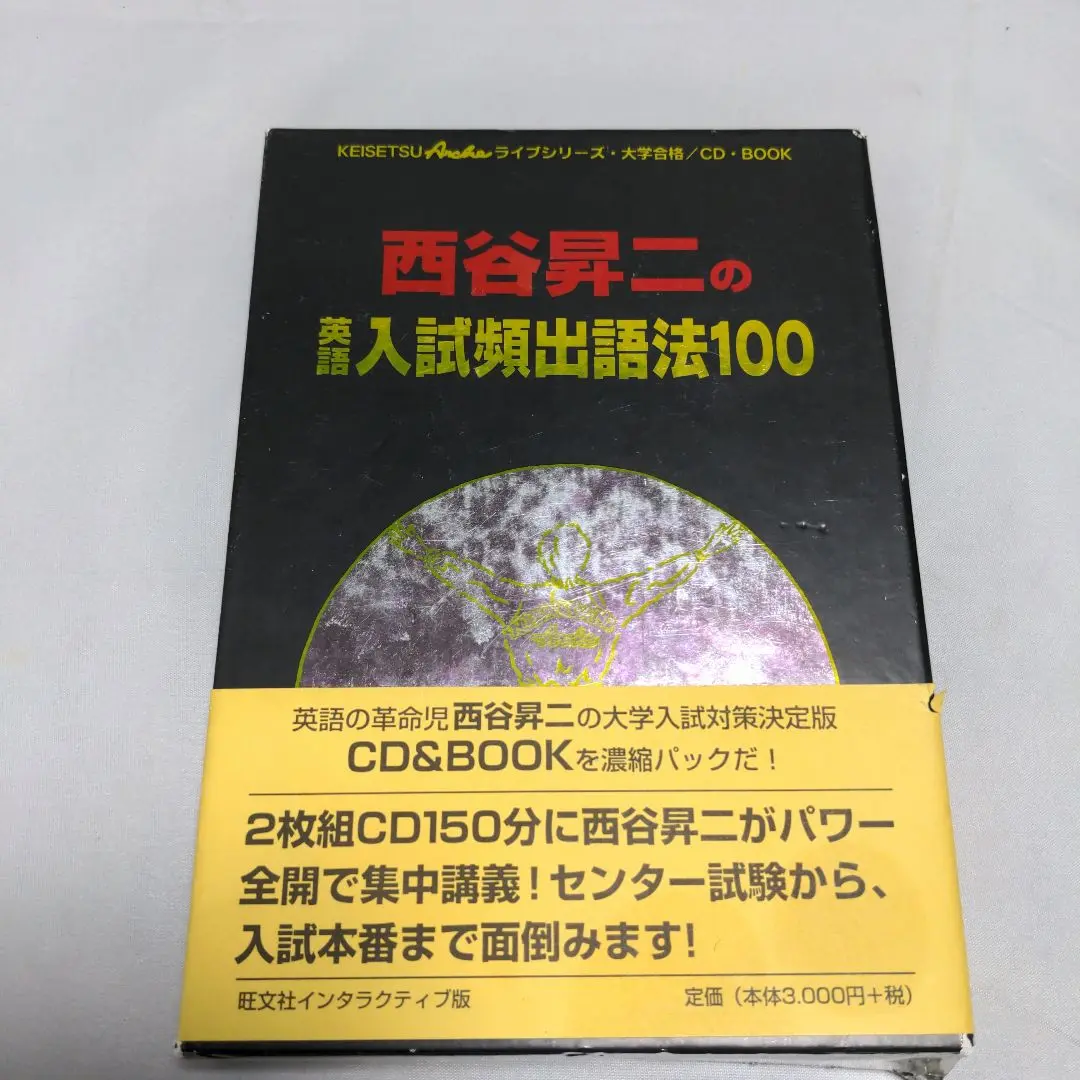 KEISETSU Archeライブシリーズ・大学合格／CD・BOOK
西谷昇二の
英語入試頻出語法100
英語の革命児西谷昇二の大学入試対策決定版
CD&BOOKを濃縮パックだ！
2枚組CD150分に西谷昇二がパワー
全開で集中講義！センター試験から、
入試本番まで面倒みます！
旺文社インタラクティブ版
定価（本体3.000円＋税）